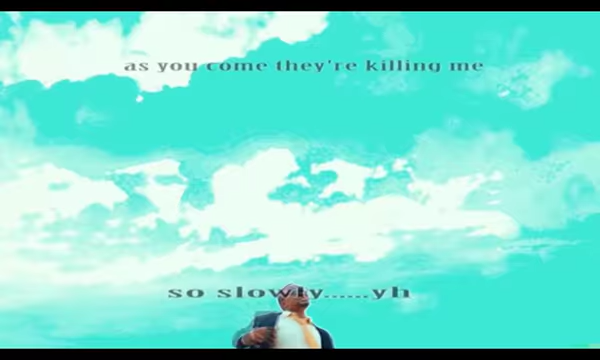 as you come they're killing me
so slowly......yh